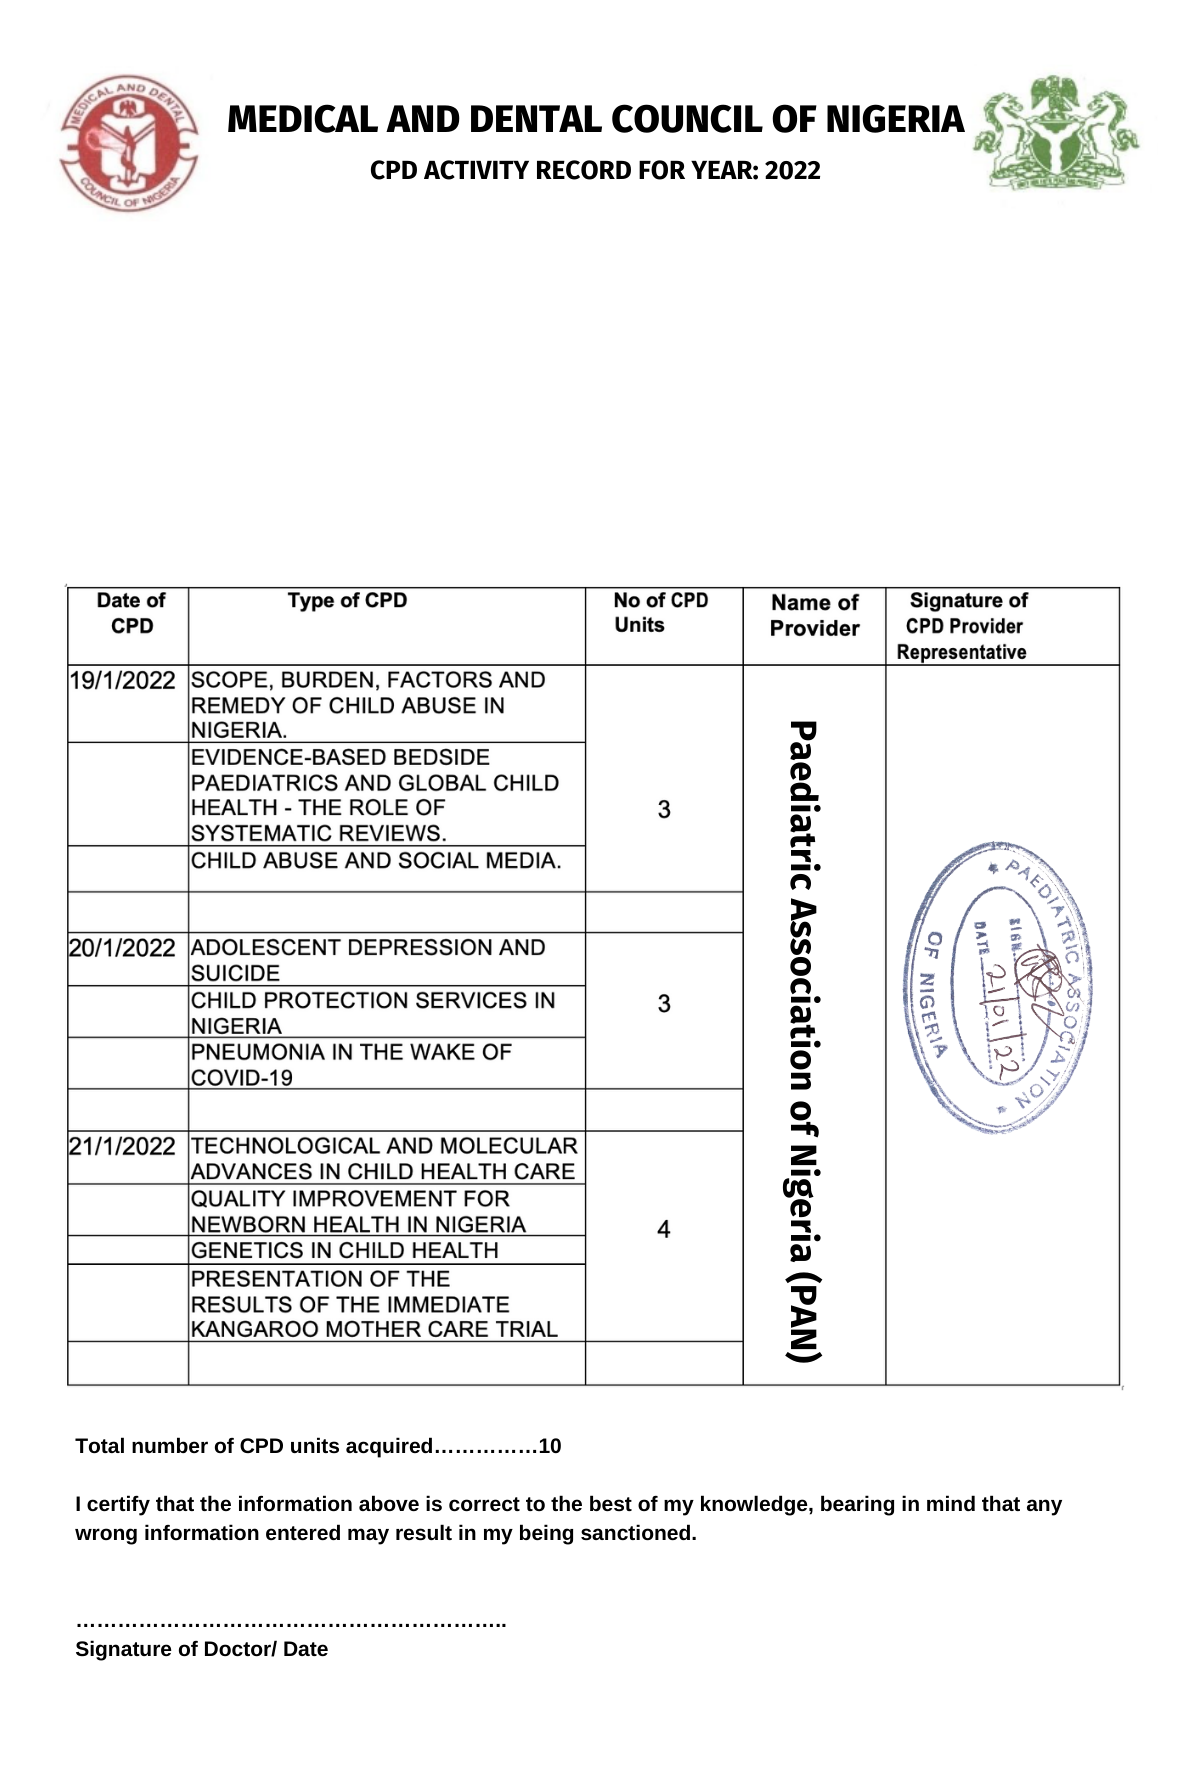 MEDICAL AND DENTAL
COUNCIL OF NIGERIA
MEDICAL AND DENTAL COUNCIL OF NIGERIA
CPD ACTIVITY RECORD FOR YEAR: 2022
Date of CPD
Type of CPD
No of CPD Units
Name of Provider
Signature of CPD Provider Representative
19/1/2022
SCOPE, BURDEN, FACTORS AND
REMEDY OF CHILD ABUSE IN
NIGERIA.
EVIDENCE-BASED BEDSIDE
PAEDIATRICS AND GLOBAL CHILD
HEALTH - THE ROLE OF
SYSTEMATIC REVIEWS.
3
CHILD ABUSE AND SOCIAL MEDIA.
20/1/2022
ADOLESCENT DEPRESSION AND
SUICIDE
CHILD PROTECTION SERVICES IN
NIGERIA
3
PNEUMONIA IN THE WAKE OF
COVID-19
21/1/2022
TECHNOLOGICAL AND MOLECULAR
ADVANCES IN CHILD HEALTH CARE
QUALITY IMPROVEMENT FOR
NEWBORN HEALTH IN NIGERIA
4
GENETICS IN CHILD HEALTH
PRESENTATION OF THE
RESULTS OF THE IMMEDIATE
KANGAROO MOTHER CARE TRIAL
Paediatric Association of Nigeria (PAN)
PAEDIATRIC ASSOCIATION
SIGN
DATE 21/01/22
OF NIGERIA
Total number of CPD units acquired……………10
I certify that the information above is correct to the best of my knowledge, bearing in mind that any
wrong information entered may result in my being sanctioned.
……………………………………………………..
Signature of Doctor/ Date